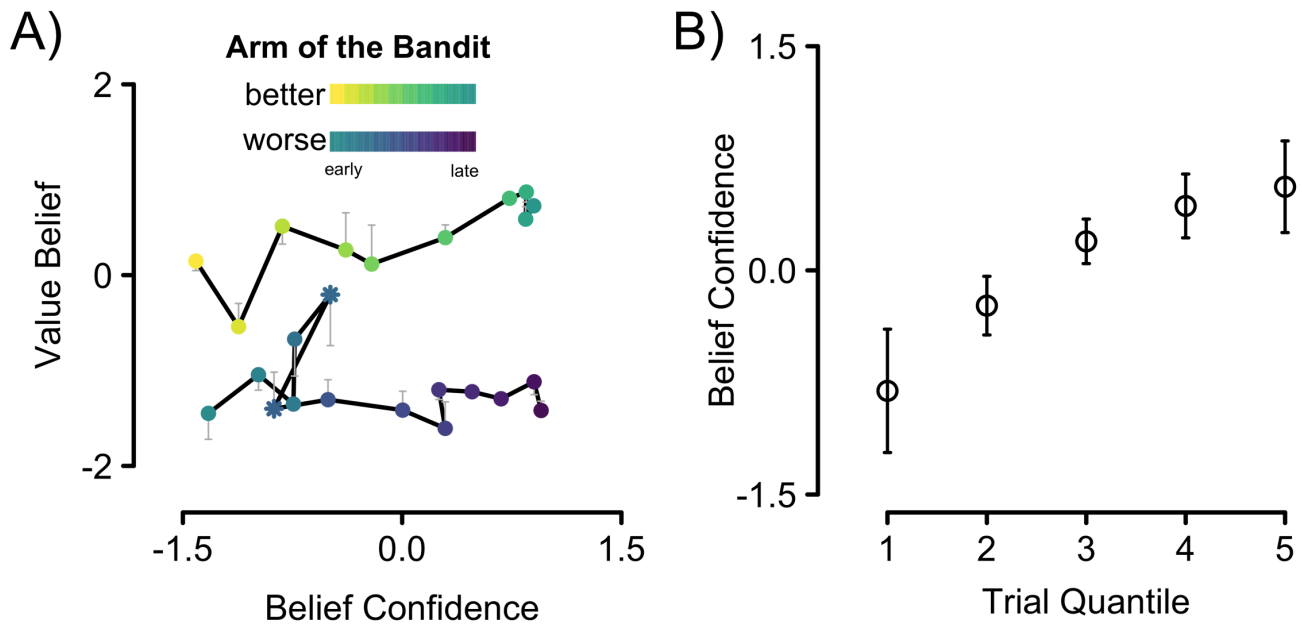 A)
Arm of the Bandit
better
worse
early late
2
0
-2
Value Belief
-1.5 0.0 1.5
Belief Confidence
B)
1.5
0.0
-1.5
Belief Confidence
1 2 3 4 5
Trial Quantile